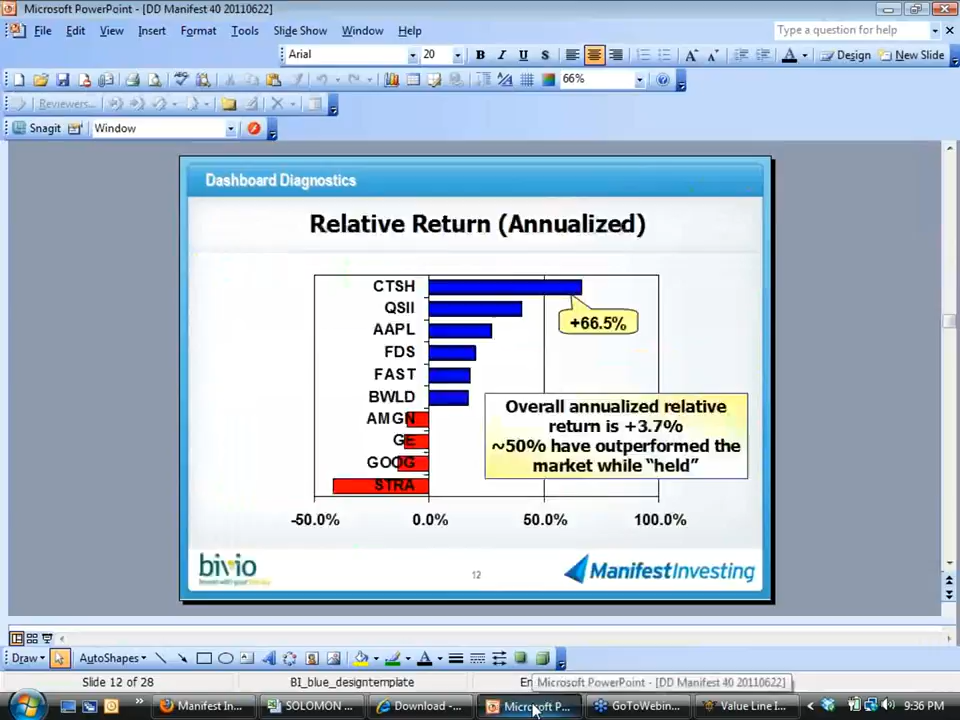 Microsoft PowerPoint - [DD Manifest 40 20110622]
File Edit View Insert Format Tools Slide Show Window Help
Type a question for help
Arial 20 B I U S Design New Slide
66%
Reviewers...
Snagit Window
Dashboard Diagnostics
Relative Return (Annualized)
CTSH
QSII
+66.5%
AAPL
FDS
FAST
BWLD
AMGN
GE
GOOG
STRA
Overall annualized relative
return is +3.7%
~50% have outperformed the
market while “held”
-50.0% 0.0% 50.0% 100.0%
bivio
12
ManifestInvesting
Draw AutoShapes
Slide 12 of 28 BI_blue_designtemplate
Microsoft PowerPoint - [DD Manifest 40 20110622]
Manifest In... SOLOMON ... Download -... Microsoft P... GoToWebin... Value Line I... 9:36 PM